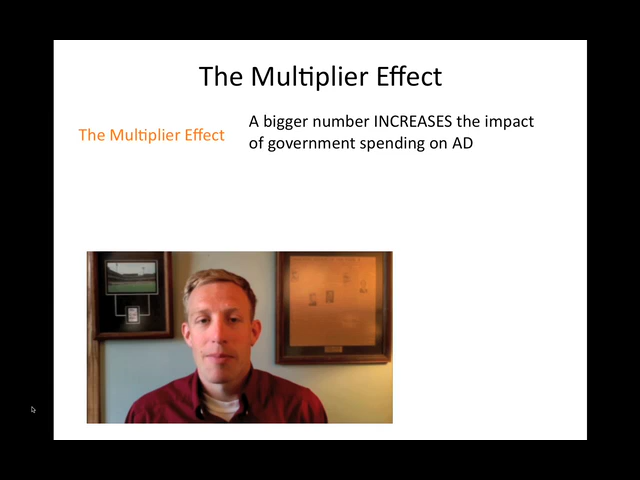 The Multiplier Effect
The Multiplier Effect
A bigger number INCREASES the impact
of government spending on AD